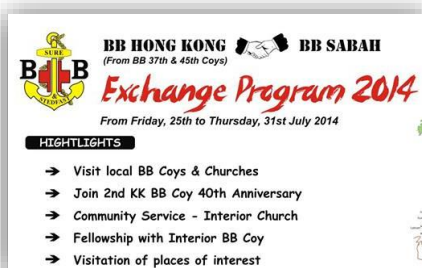 SURE
B B
& STEDFAST
BB HONG KONG BB SABAH
(From BB 37th & 45th Coys)
Exchange Program 2014
From Friday, 25th to Thursday, 31st July 2014
HIGHTLIGHTS
→ Visit local BB Coys & Churches
→ Join 2nd KK BB Coy 40th Anniversary
→ Community Service - Interior Church
→ Fellowship with Interior BB Coy
→ Visitation of places of interest